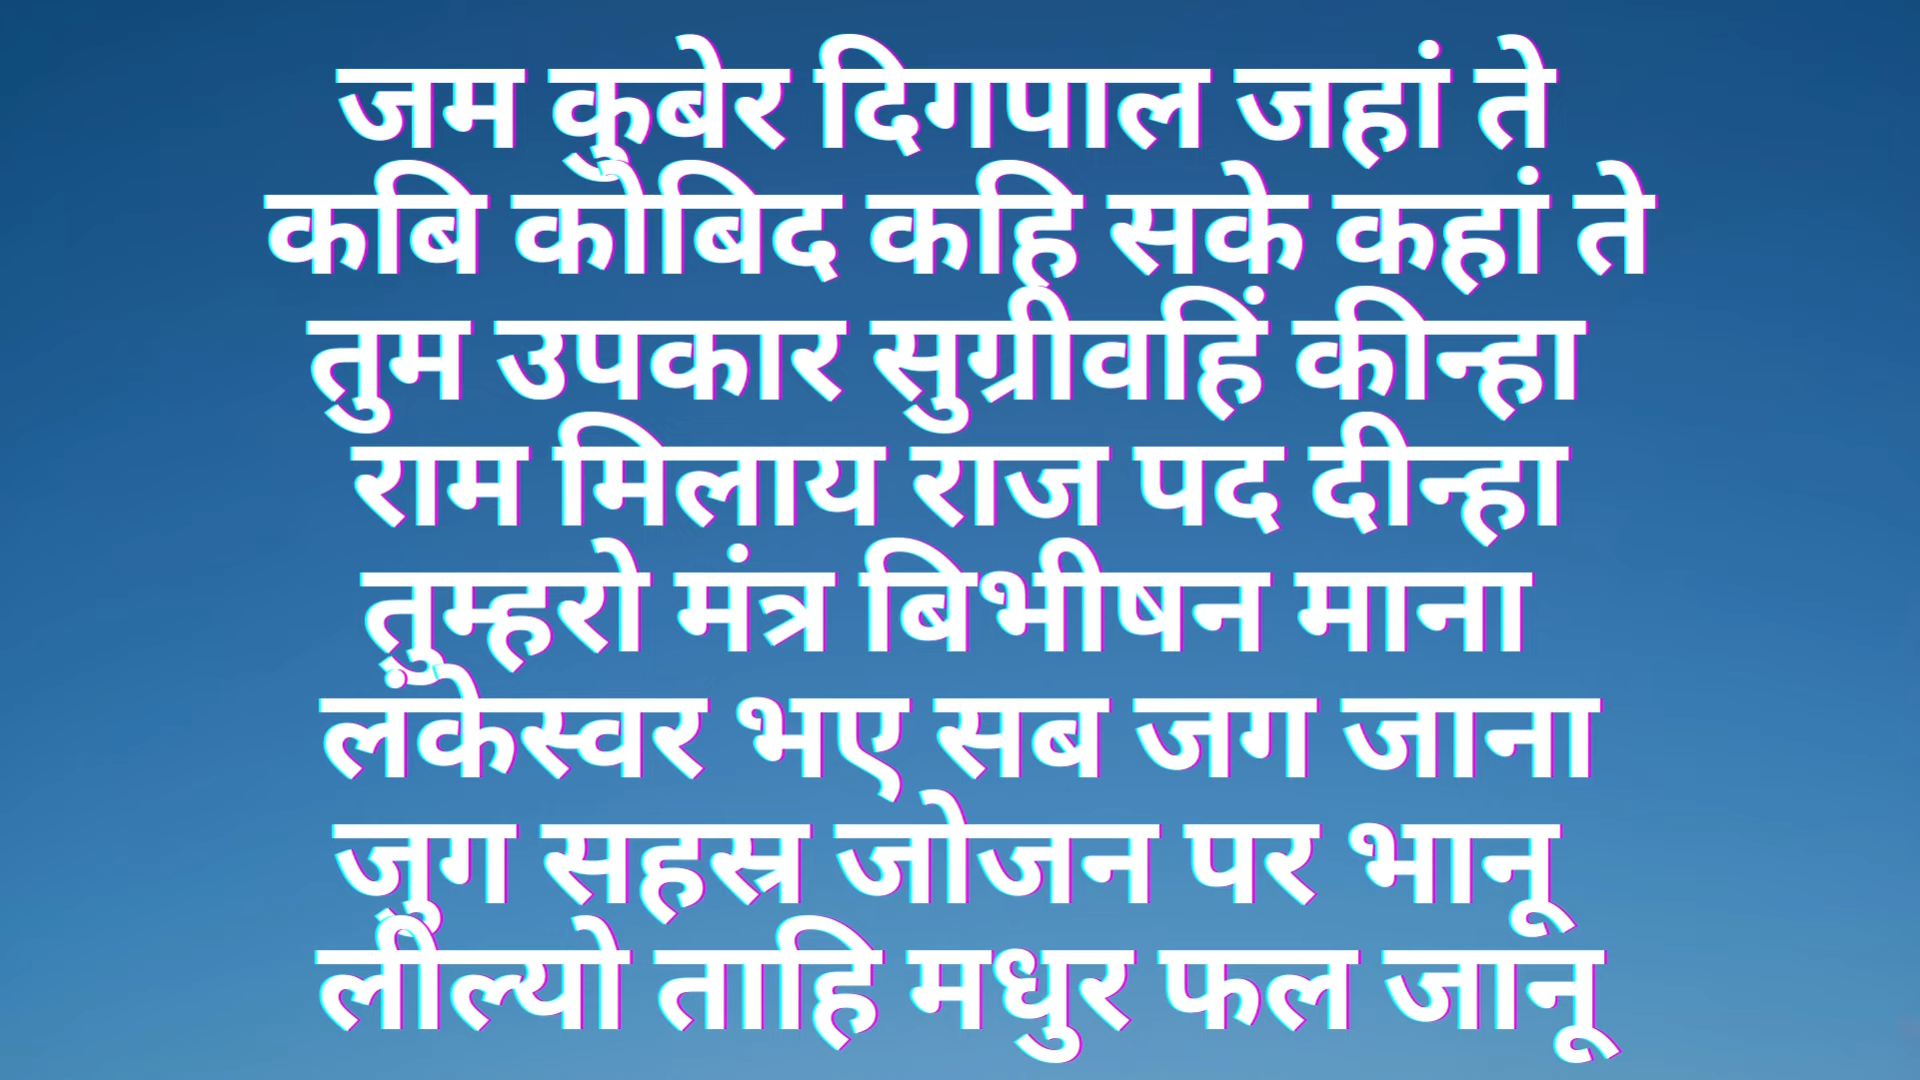 जम कुबेर दिगपाल जहां ते
कबि कोबिद कहि सके कहां ते
तुम उपकार सुग्रीवहिं कीन्हा
राम मिलाय राज पद दीन्हा
तुम्हरो मंत्र बिभीषन माना
लंकेस्वर भए सब जग जाना
जुग सहस्र जोजन पर भानू
लील्यो ताहि मधुर फल जानू